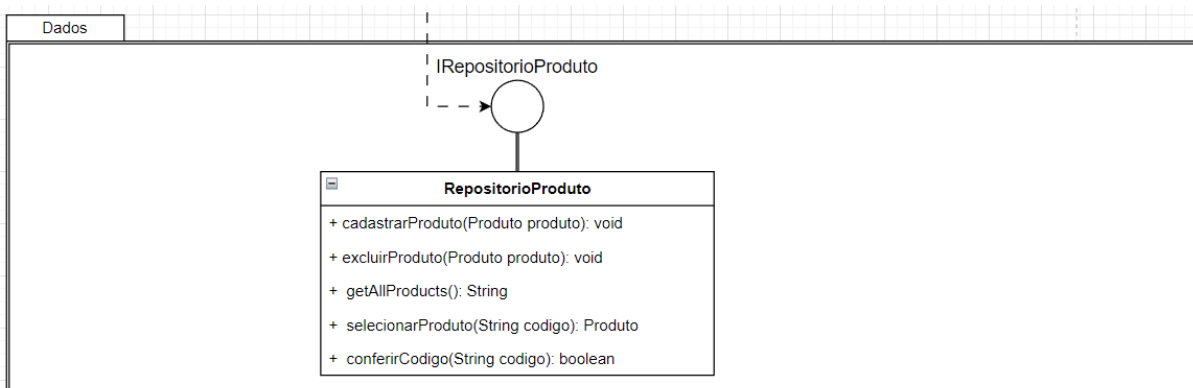 Dados
IRepositorioProduto
RepositorioProduto
+ cadastrarProduto(Produto produto): void
+ excluirProduto(Produto produto): void
+ getAllProducts(): String
+ selecionarProduto(String codigo): Produto
+ conferirCodigo(String codigo): boolean